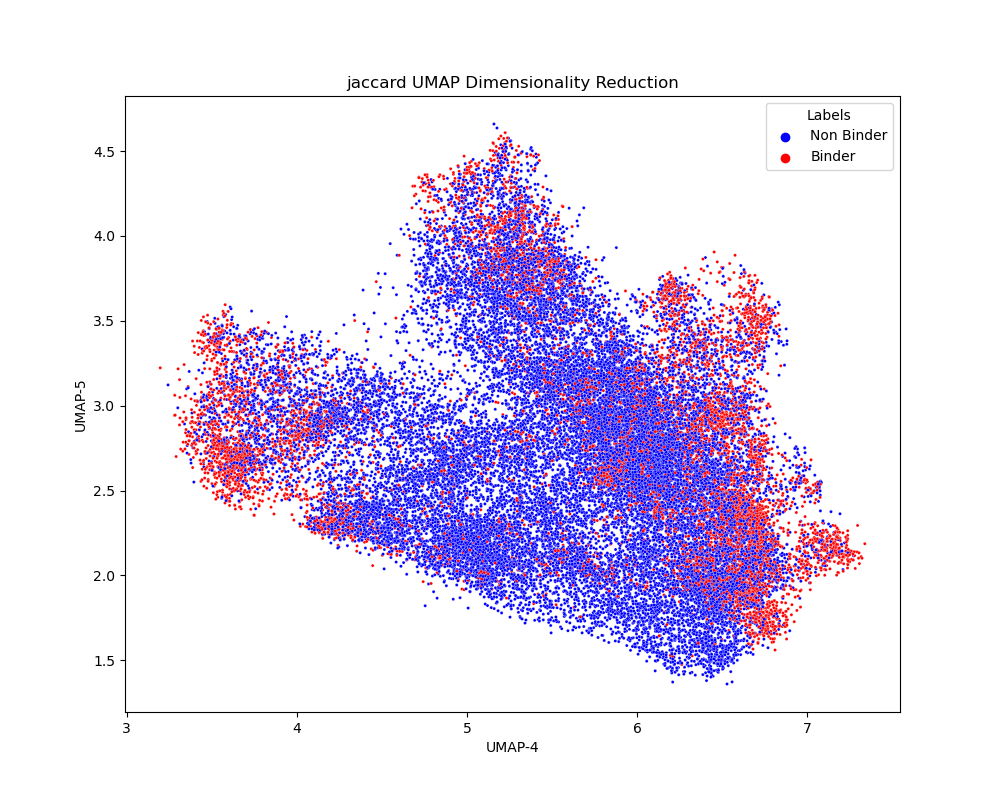 jaccard UMAP Dimensionality Reduction
Labels
Non Binder
Binder
4.5
4.0
3.5
3.0
2.5
2.0
1.5
UMAP-5
3 4 5 6 7
UMAP-4